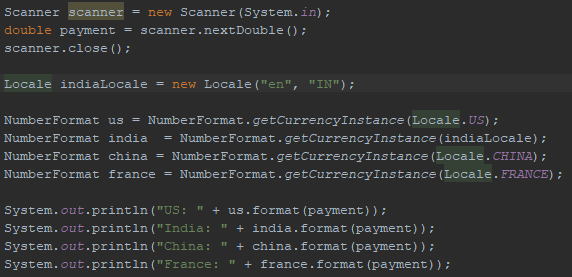 Scanner scanner = new Scanner(System.in);
double payment = scanner.nextDouble();
scanner.close();
Locale indiaLocale = new Locale("en", "IN");
NumberFormat us = NumberFormat.getCurrencyInstance(Locale.US);
NumberFormat india  = NumberFormat.getCurrencyInstance(indiaLocale);
NumberFormat china = NumberFormat.getCurrencyInstance(Locale.CHINA);
NumberFormat france = NumberFormat.getCurrencyInstance(Locale.FRANCE);
System.out.println("US: " + us.format(payment));
System.out.println("India: " + india.format(payment));
System.out.println("China: " + china.format(payment));
System.out.println("France: " + france.format(payment));